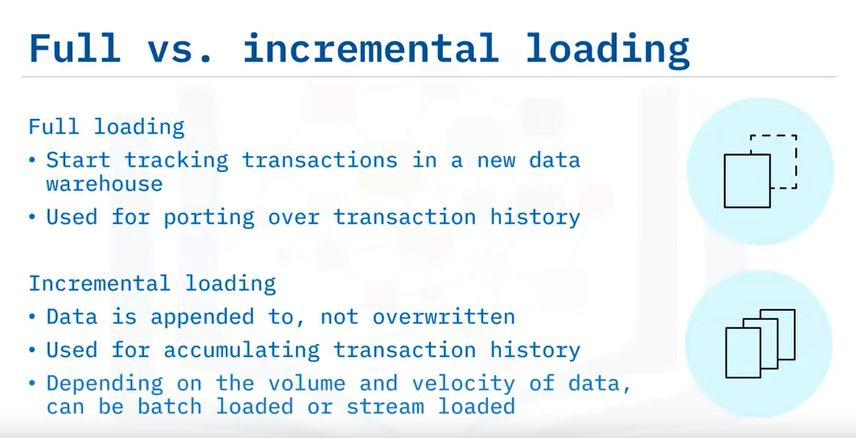 Full vs. incremental loading
Full loading
• Start tracking transactions in a new data
warehouse
• Used for porting over transaction history
Incremental loading
• Data is appended to, not overwritten
• Used for accumulating transaction history
• Depending on the volume and velocity of data,
can be batch loaded or stream loaded